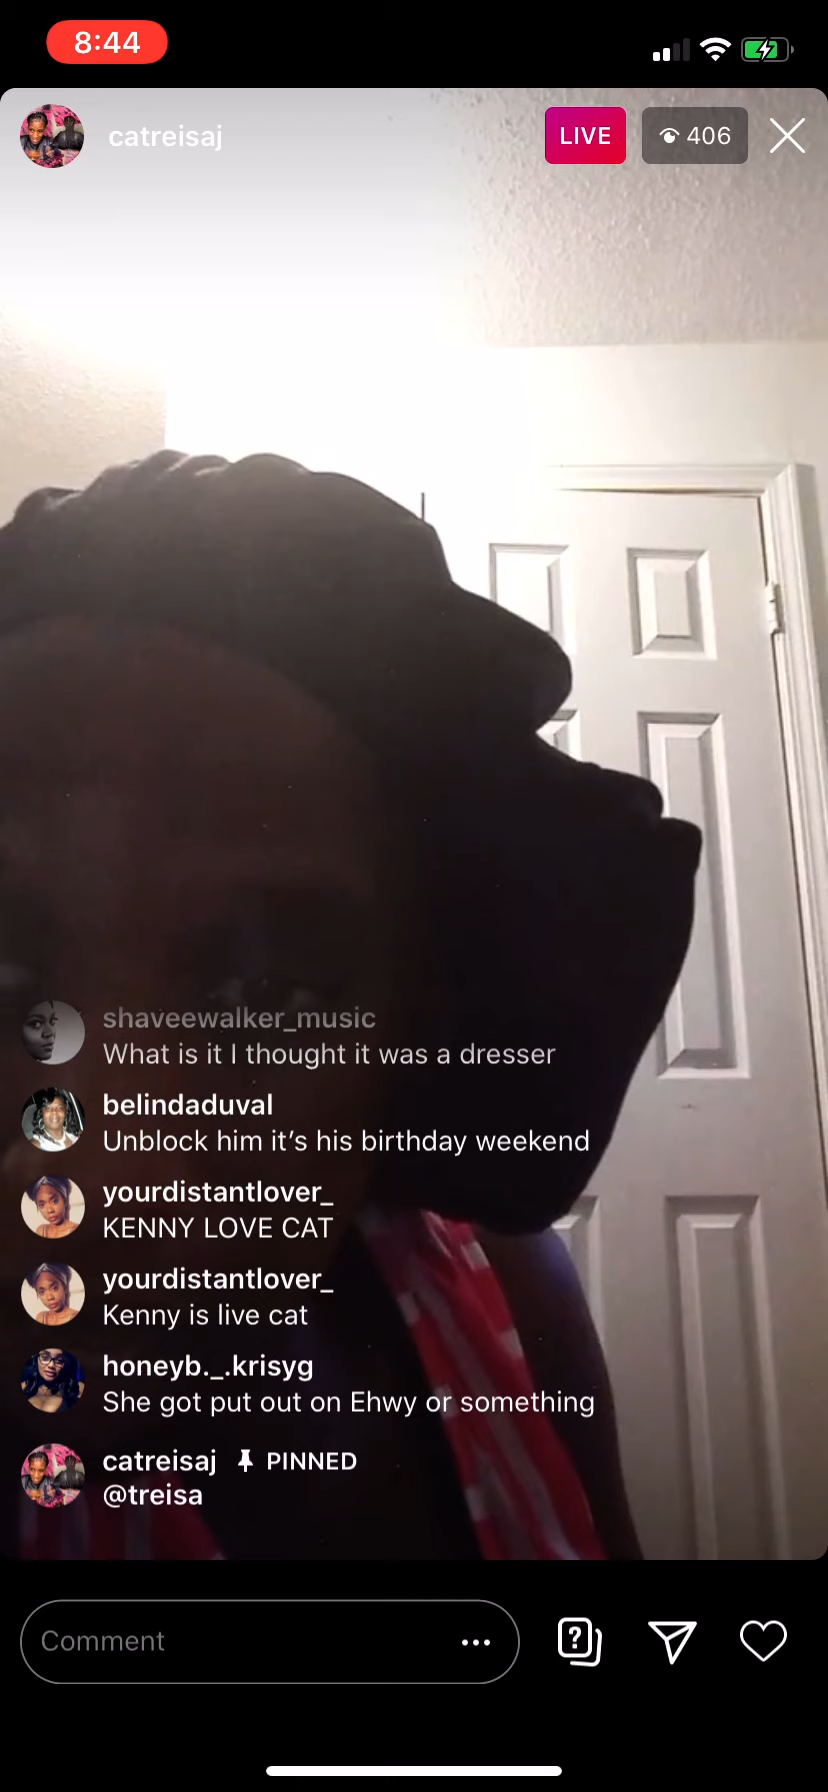 8:44
catreisaj
LIVE
406
shaveewalker_music
What is it I thought it was a dresser
belindaduval
Unblock him it’s his birthday weekend
yourdistantlover_
KENNY LOVE CAT
yourdistantlover_
Kenny is live cat
honeyb._.krisyg
She got put out on Ehwy or something
catreisaj PINNED
@treisa
Comment